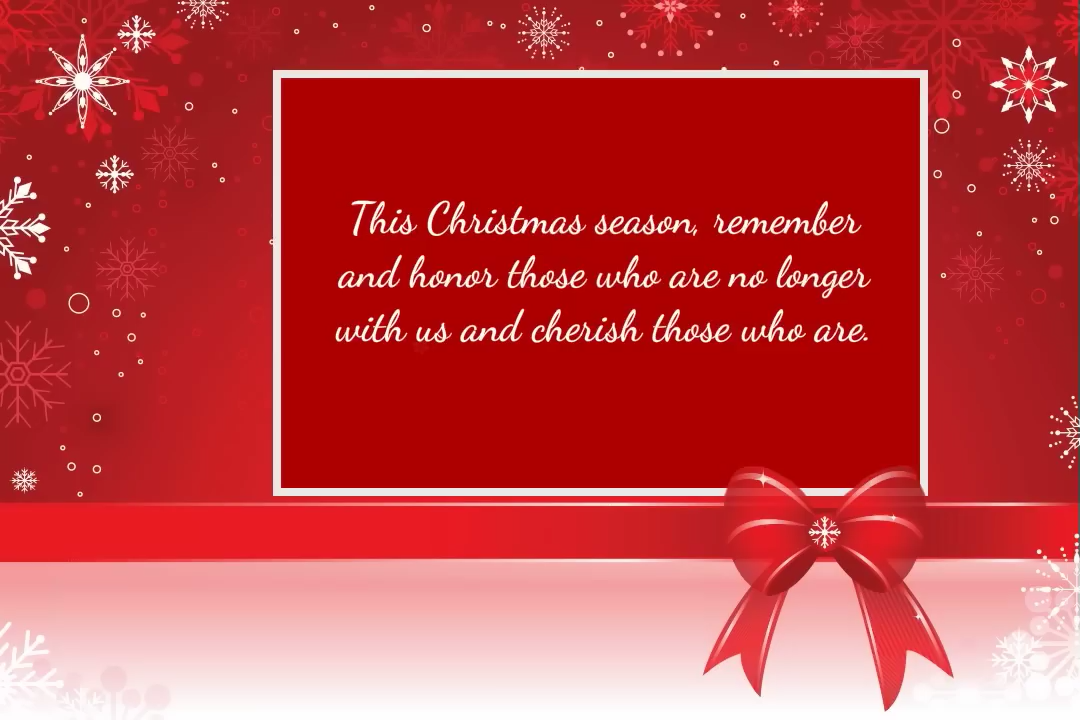 This Christmas season, remember
and honor those who are no longer
with us and cherish those who are.